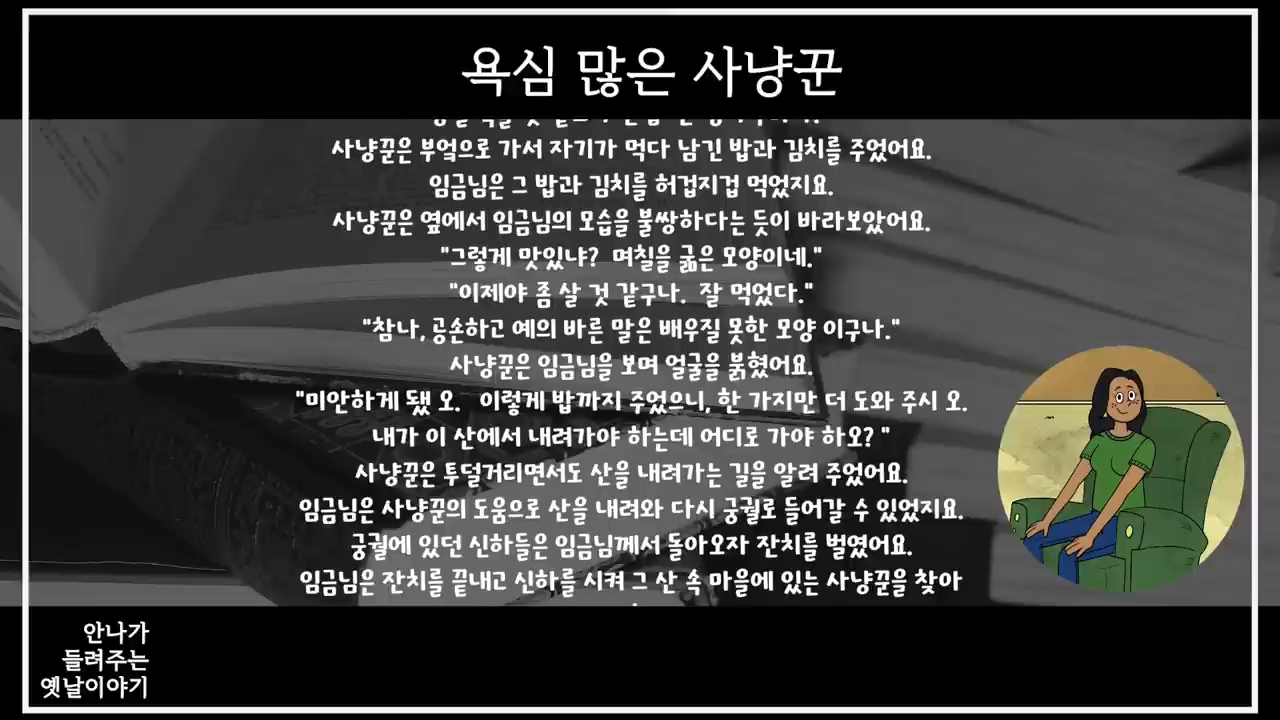 욕심 많은 사냥꾼
사냥꾼은 부엌으로 가서 자기가 먹다 남긴 밥과 김치를 주었어요.
임금님은 그 밥과 김치를 허겁지겁 먹었지요.
사냥꾼은 옆에서 임금님의 모습을 불쌍하다는 듯이 바라보았어요.
"그렇게 맛있냐? 며칠을 굶은 모양이네."
"이제야 좀 살 것 같구나. 잘 먹었다."
"참나, 공손하고 예의 바른 말은 배우질 못한 모양 이구나."
사냥꾼은 임금님을 보며 얼굴을 붉혔어요.
"미안하게 됐 오. 이렇게 밥까지 주었으니, 한 가지만 더 도와 주시 오.
내가 이 산에서 내려가야 하는데 어디로 가야 하오? "
사냥꾼은 투덜거리면서도 산을 내려가는 길을 알려 주었어요.
임금님은 사냥꾼의 도움으로 산을 내려와 다시 궁궐로 들어갈 수 있었지요.
궁궐에 있던 신하들은 임금님께서 돌아오자 잔치를 벌였어요.
임금님은 잔치를 끝내고 신하를 시켜 그 산 속 마을에 있는 사냥꾼을 찾아
안나가
들려주는
옛날이야기